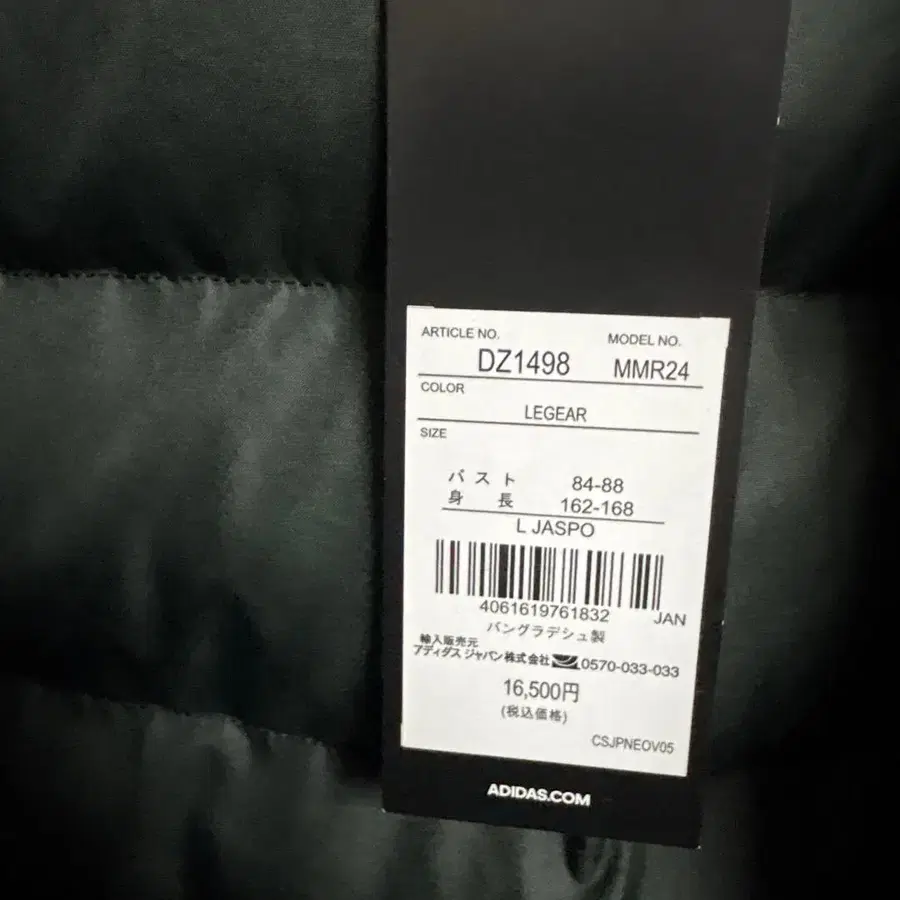 ARTICLE NO. MODEL NO.
DZ1498 MMR24
COLOR
LEGEAR
SIZE
バスト 84-88
身長 162-168
L JASPO
4061619761832 JAN
バングラデシュ製
輸入販売元
アディダス ジャパン株式会社 0570-033-033
16,500円
(税込価格)
CSJPNEOV05
ADIDAS.COM